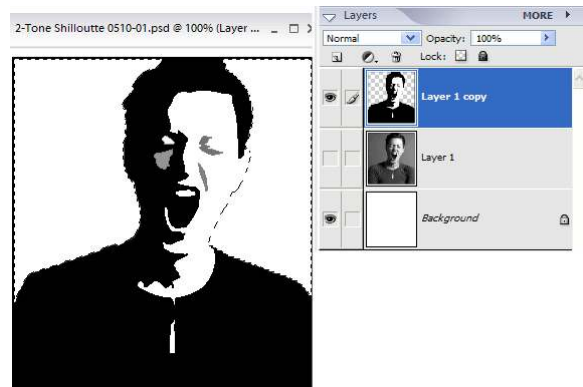 2-Tone Shilloutte 0510-01.psd @ 100% (Layer ...
Layers MORE
Normal Opacity: 100%
Lock:
Layer 1 copy
Layer 1
Background